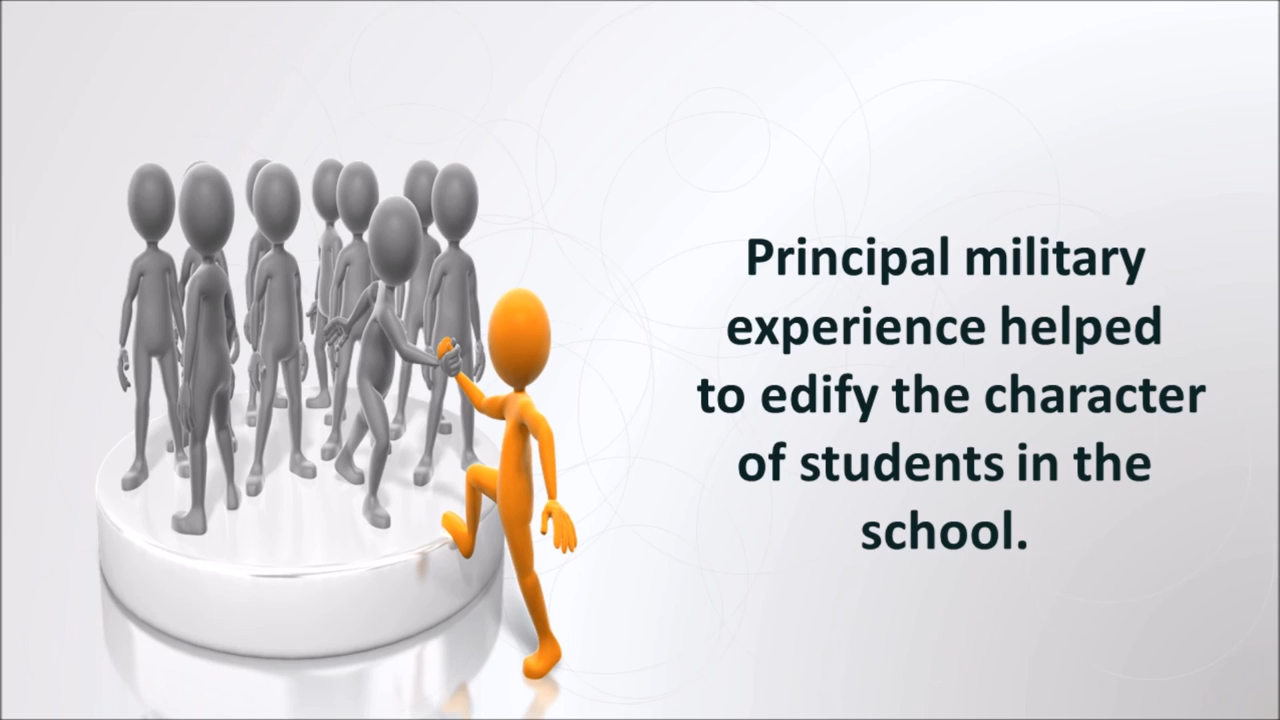 Principal military
experience helped
to edify the character
of students in the
school.